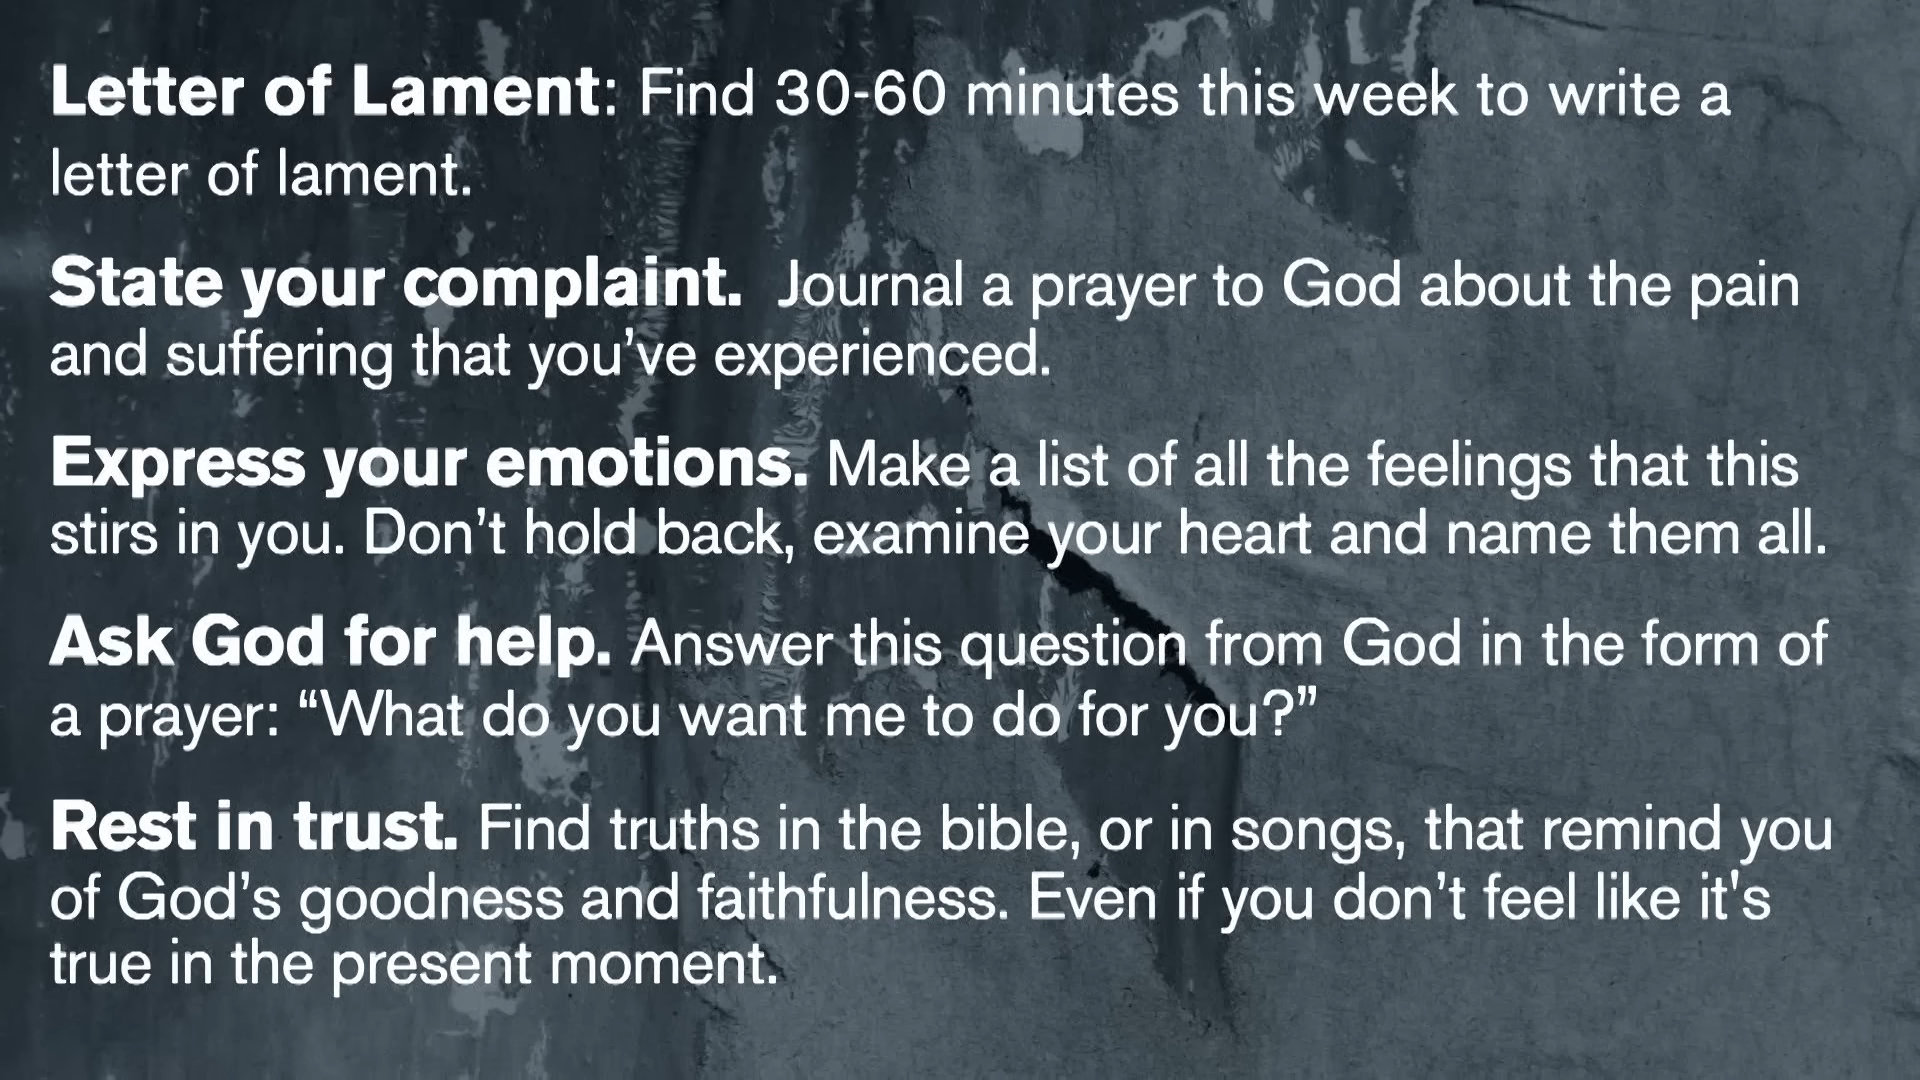 Letter of Lament: Find 30-60 minutes this week to write a
letter of lament.
State your complaint.  Journal a prayer to God about the pain
and suffering that you’ve experienced.
Express your emotions. Make a list of all the feelings that this
stirs in you. Don’t hold back, examine your heart and name them all.
Ask God for help. Answer this question from God in the form of
a prayer: “What do you want me to do for you?”
Rest in trust. Find truths in the bible, or in songs, that remind you
of God’s goodness and faithfulness. Even if you don’t feel like it's
true in the present moment.